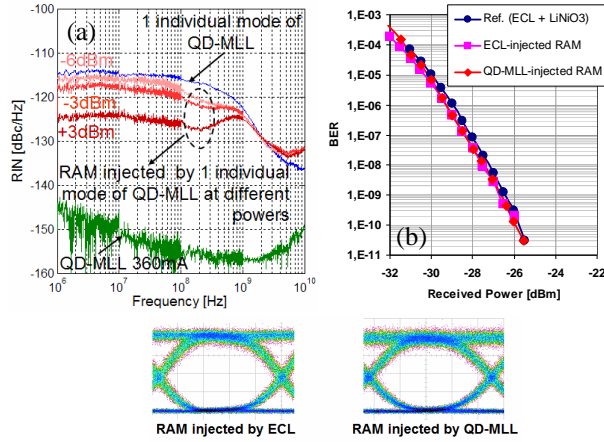 (a)
1 individual mode of
QD-MLL
-6dBm
-3dBm
+3dBm
RAM injected by 1 individual
mode of QD-MLL at different
powers
QD-MLL 360mA
RIN [dBc/Hz]
-100
-110
-120
-130
-140
-150
-160
10^6
10^7
10^8
10^9
10^10
Frequency [Hz]
BER
1,E-03
1,E-04
1,E-05
1,E-06
1,E-07
1,E-08
1,E-09
1,E-10
1,E-11
Ref. (ECL + LiNiO3)
ECL-injected RAM
QD-MLL-injected RAM
(b)
-32
-30
-28
-26
-24
-22
Received Power [dBm]
RAM injected by ECL
RAM injected by QD-MLL